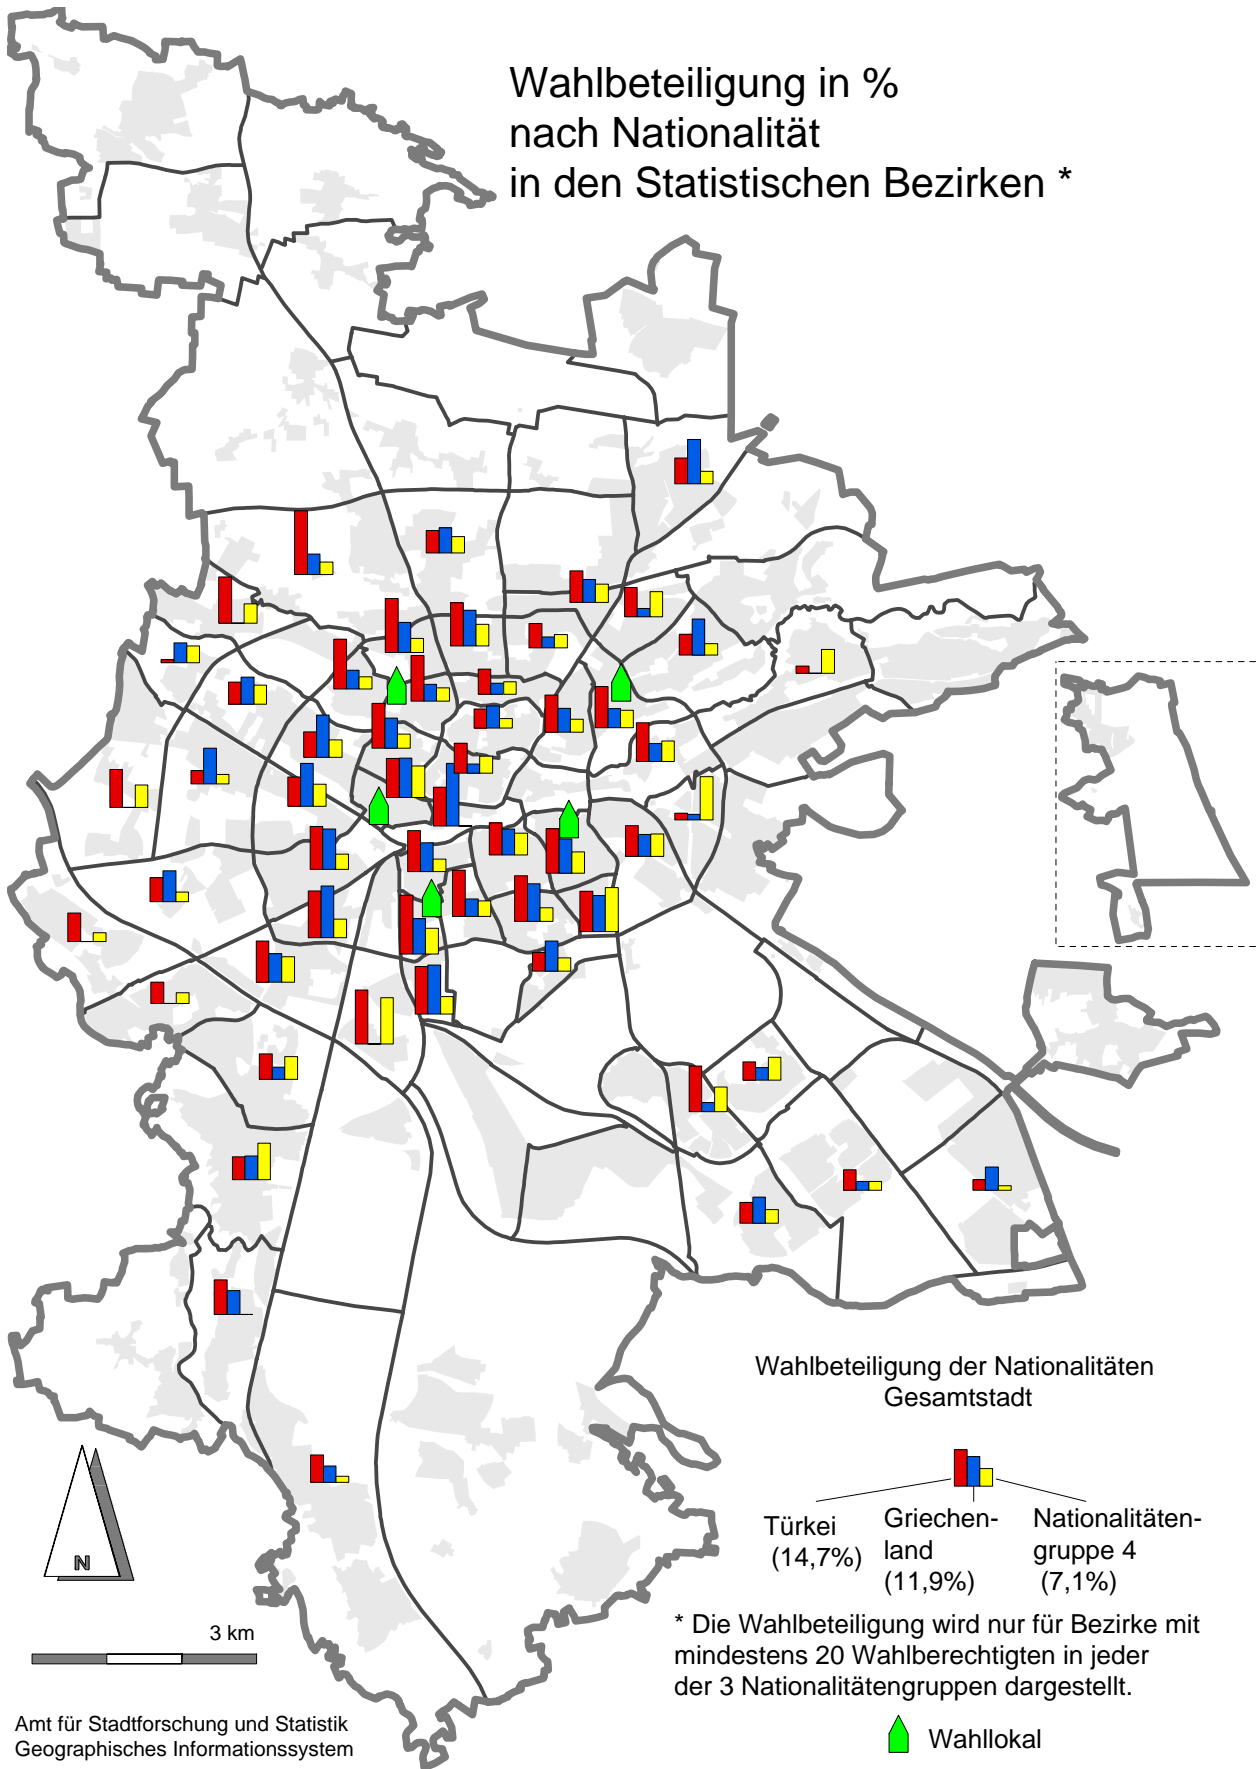 Wahlbeteiligung in %
nach Nationalität
in den Statistischen Bezirken *
Wahlbeteiligung der Nationalitäten
Gesamtstadt
Türkei
(14,7%)
Griechen-
land
(11,9%)
Nationalitäten-
gruppe 4
(7,1%)
* Die Wahlbeteiligung wird nur für Bezirke mit
mindestens 20 Wahlberechtigten in jeder
der 3 Nationalitätengruppen dargestellt.
Wahllokal
N
3 km
Amt für Stadtforschung und Statistik
Geographisches Informationssystem